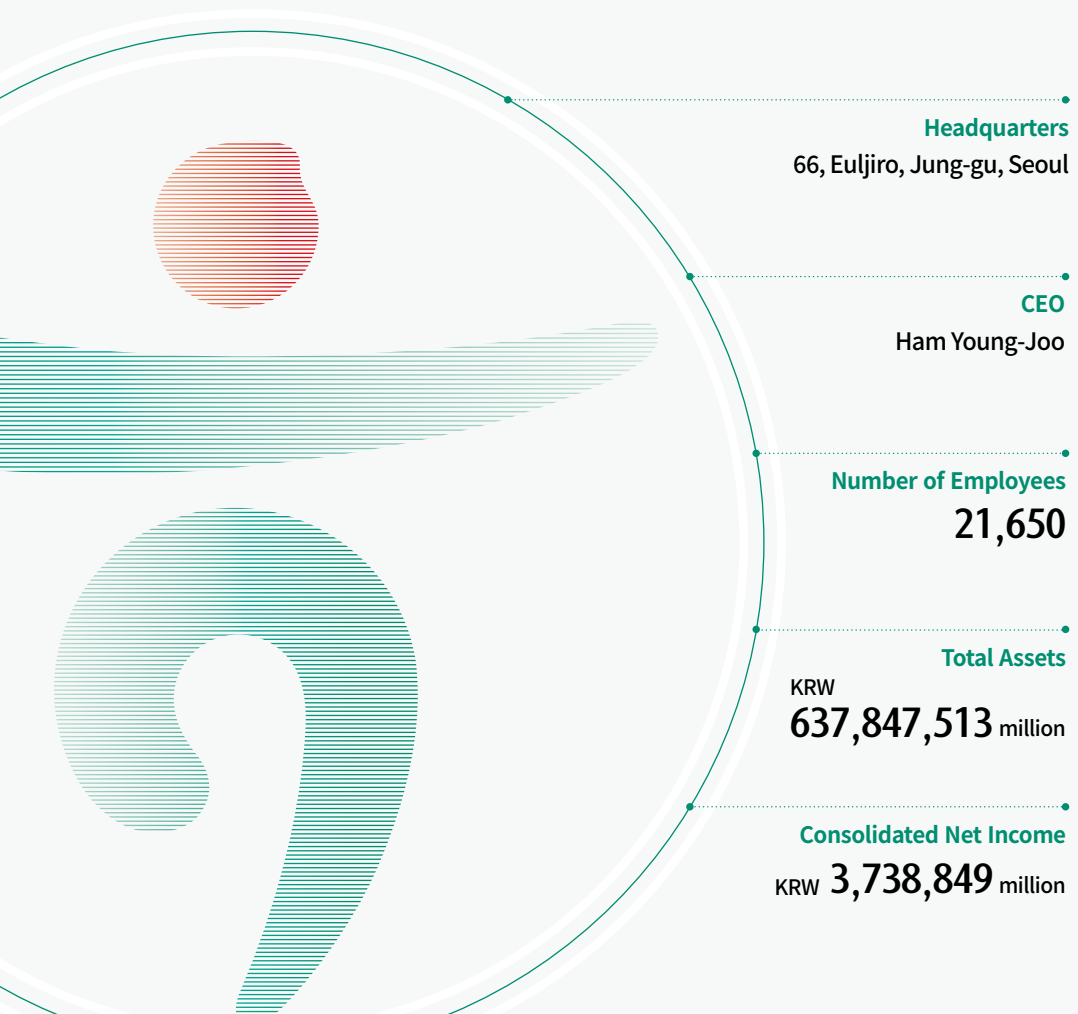 Headquarters
66, Euljiro, Jung-gu, Seoul
CEO
Ham Young-Joo
Number of Employees
21,650
Total Assets
KRW
637,847,513 million
Consolidated Net Income
KRW 3,738,849 million